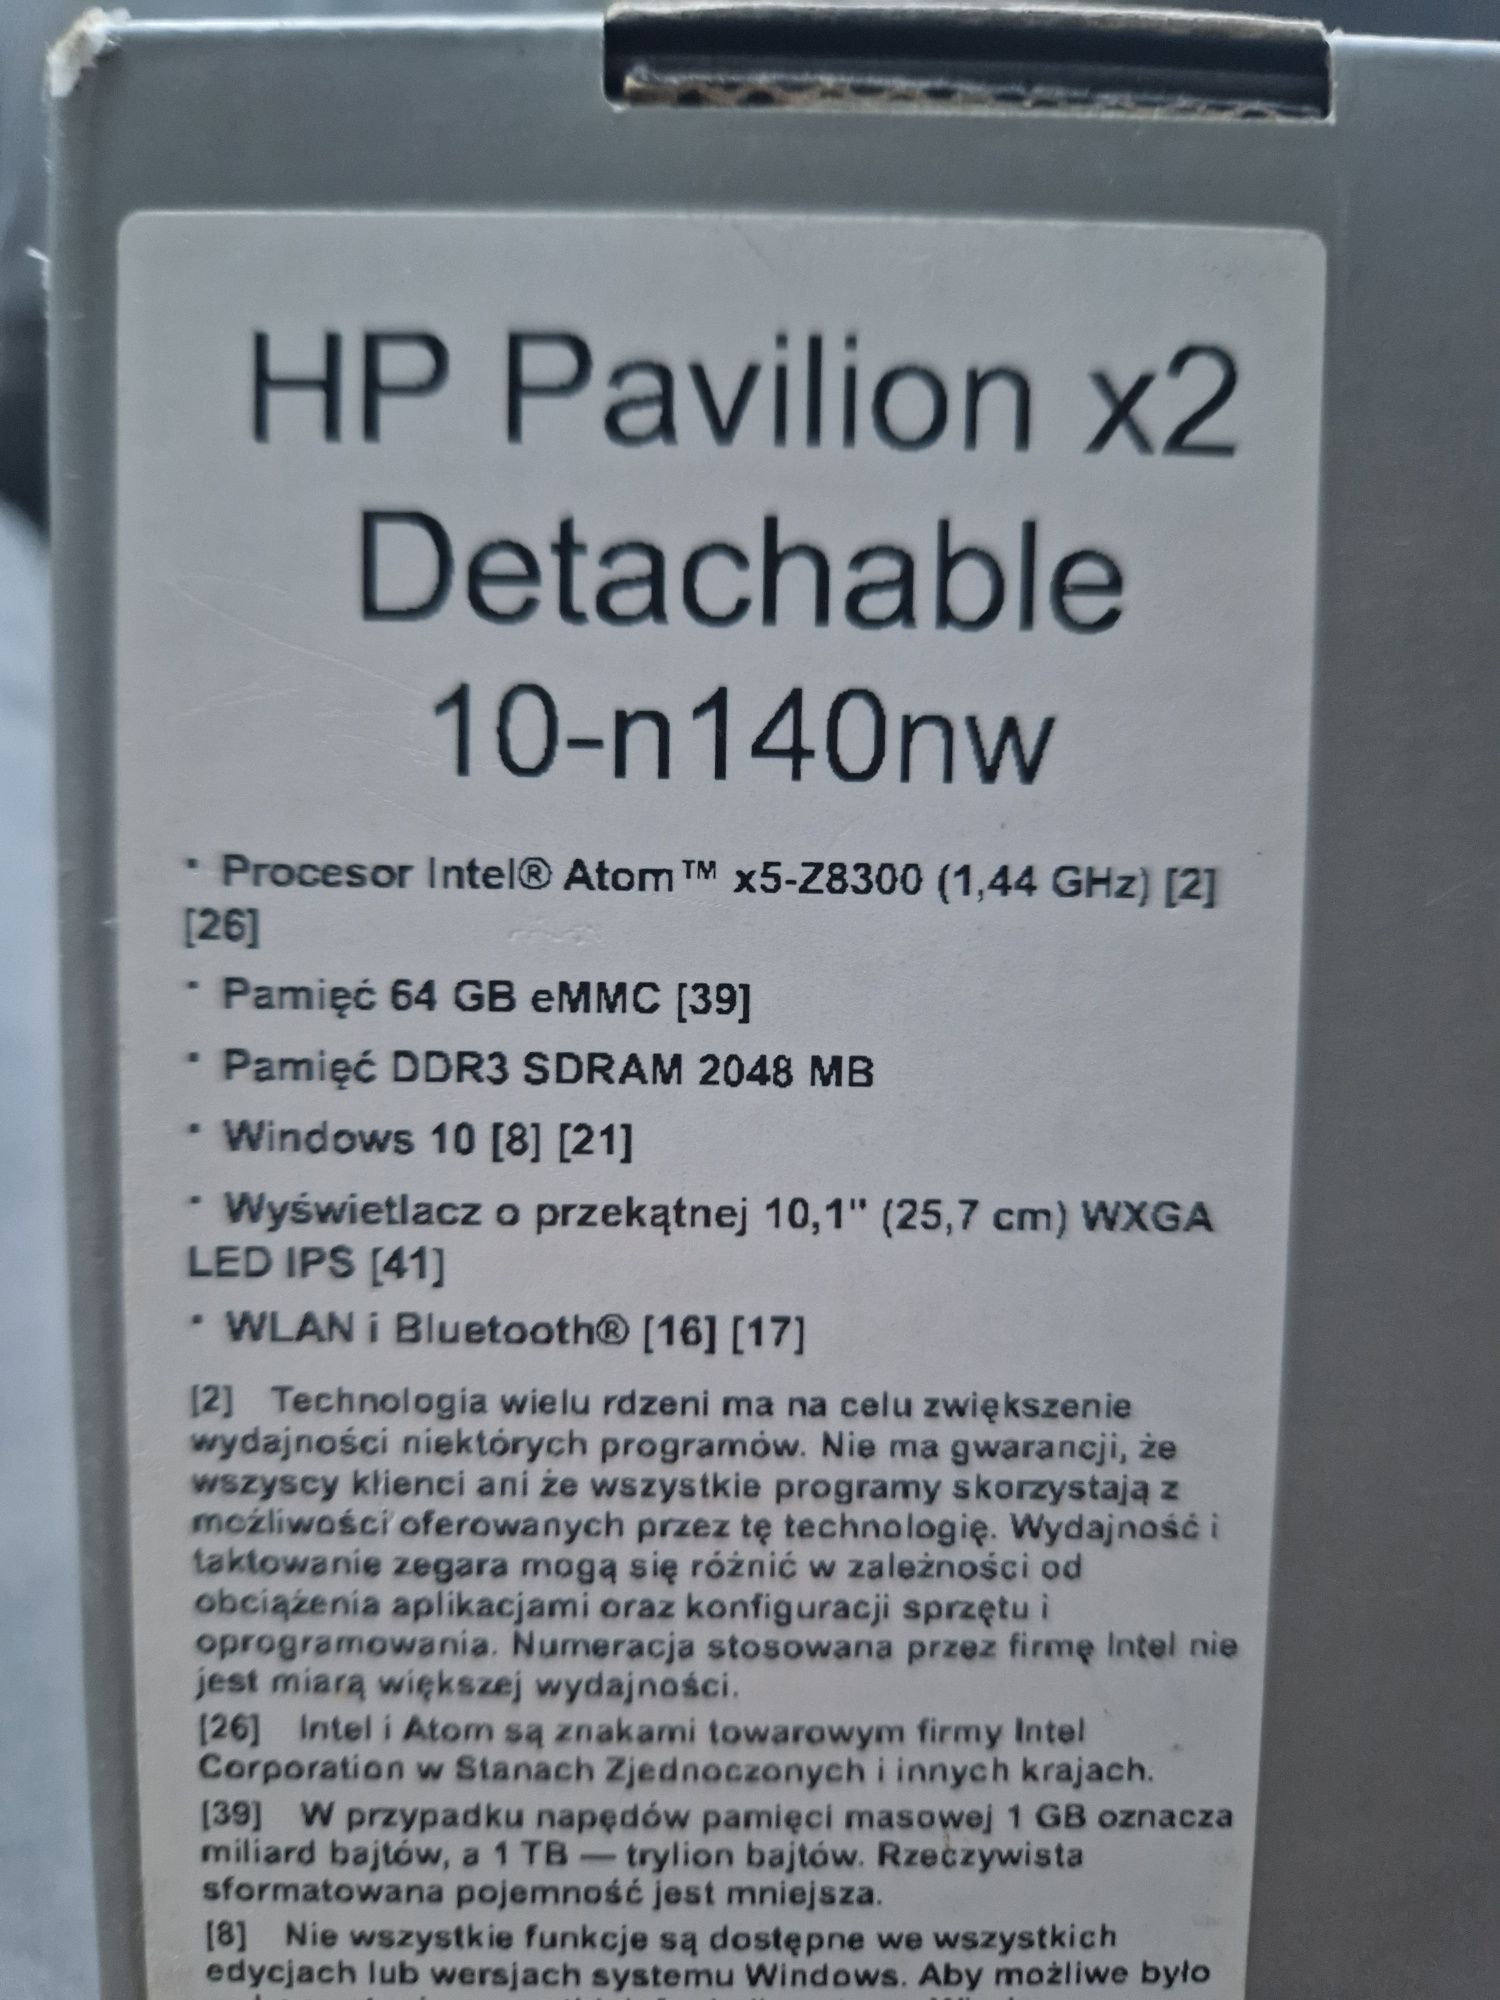 HP Pavilion x2
Detachable
10-n140nw
· Procesor Intel® Atom™ x5-Z8300 (1,44 GHz) [2]
[26]
· Pamięć 64 GB eMMC [39]
· Pamięć DDR3 SDRAM 2048 MB
· Windows 10 [8] [21]
· Wyświetlacz o przekątnej 10,1" (25,7 cm) WXGA
LED IPS [41]
· WLAN i Bluetooth® [16] [17]
[2] Technologia wielu rdzeni ma na celu zwiększenie
wydajności niektórych programów. Nie ma gwarancji, że
wszyscy klienci ani że wszystkie programy skorzystają z
możliwości oferowanych przez tę technologię. Wydajność i
taktowanie zegara mogą się różnić w zależności od
obciążenia aplikacjami oraz konfiguracji sprzętu i
oprogramowania. Numeracja stosowana przez firmę Intel nie
jest miarą większej wydajności.
[26] Intel i Atom są znakami towarowym firmy Intel
Corporation w Stanach Zjednoczonych i innych krajach.
[39] W przypadku napędów pamięci masowej 1 GB oznacza
miliard bajtów, a 1 TB — trylion bajtów. Rzeczywista
sformatowana pojemność jest mniejsza.
[8] Nie wszystkie funkcje są dostępne we wszystkich
edycjach lub wersjach systemu Windows. Aby możliwe było